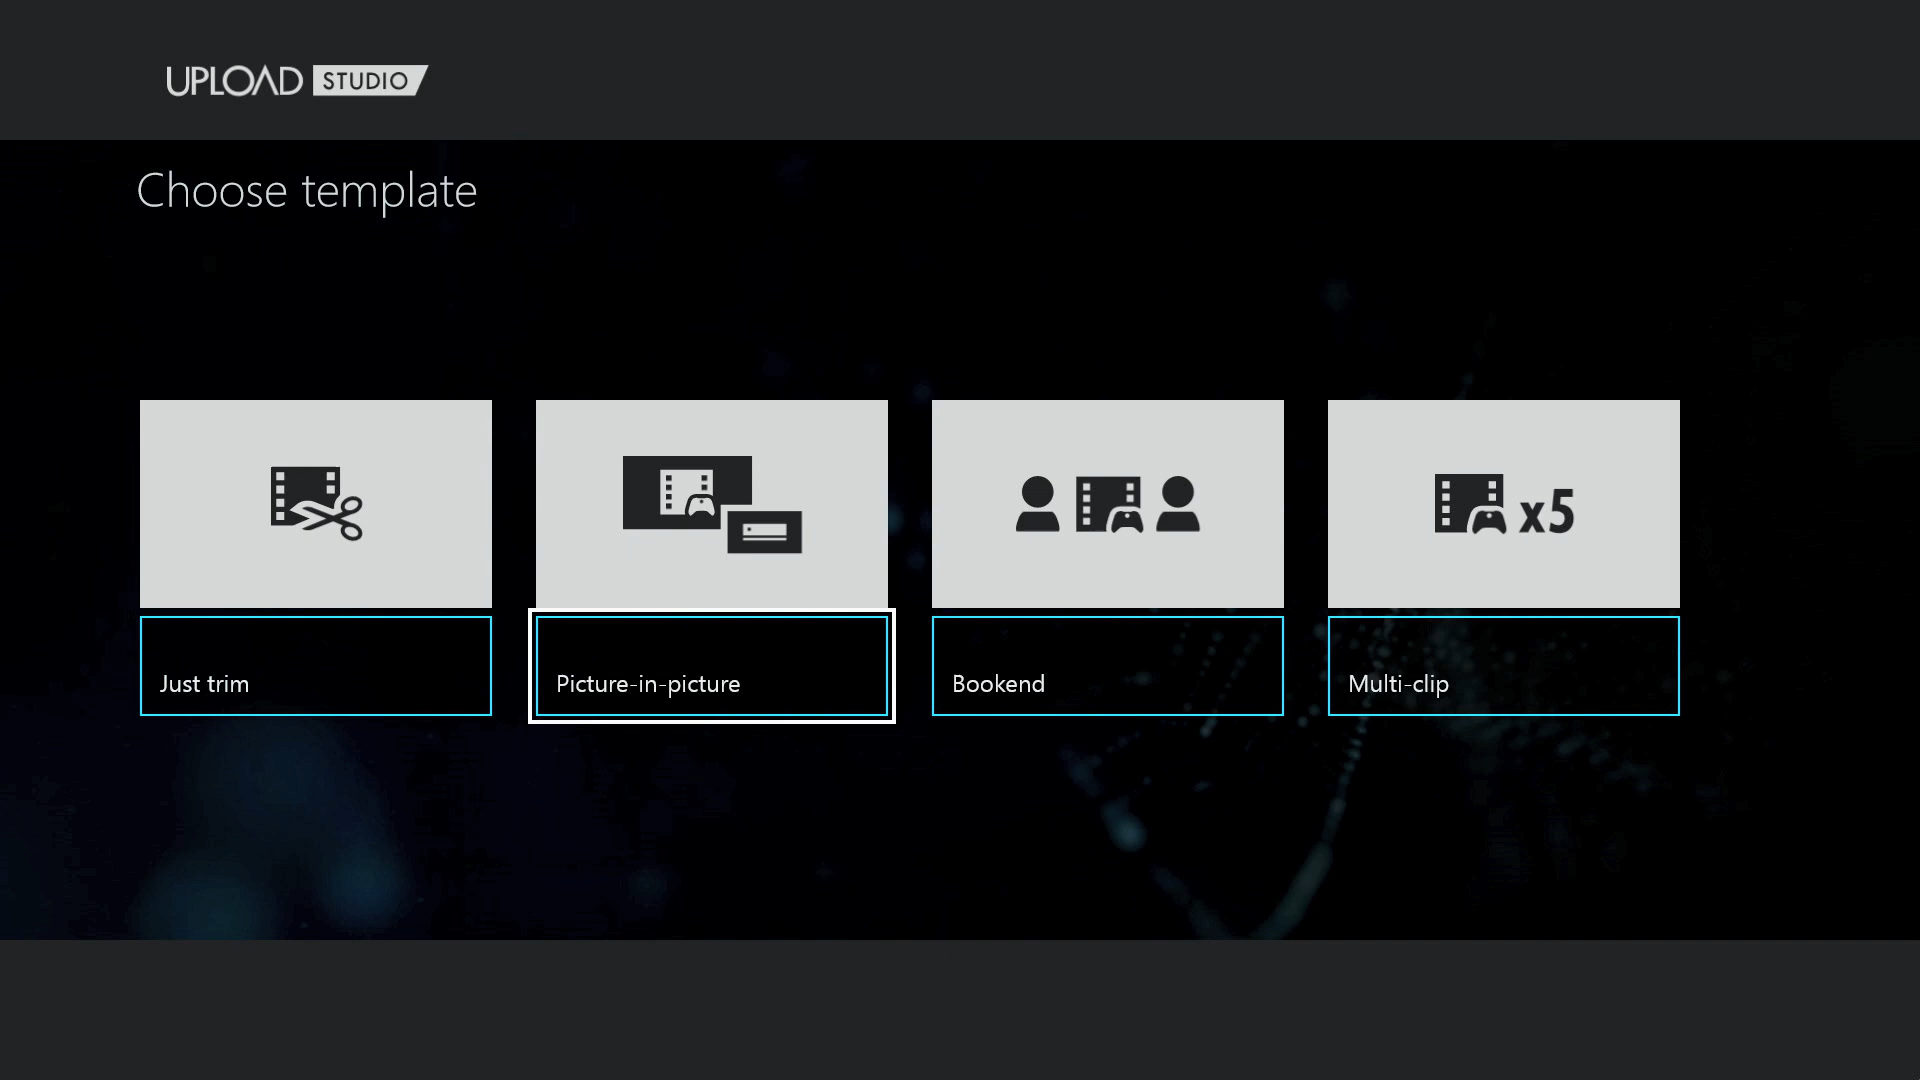 UPLOAD STUDIO
Choose template
x5
Just trim
Picture-in-picture
Bookend
Multi-clip